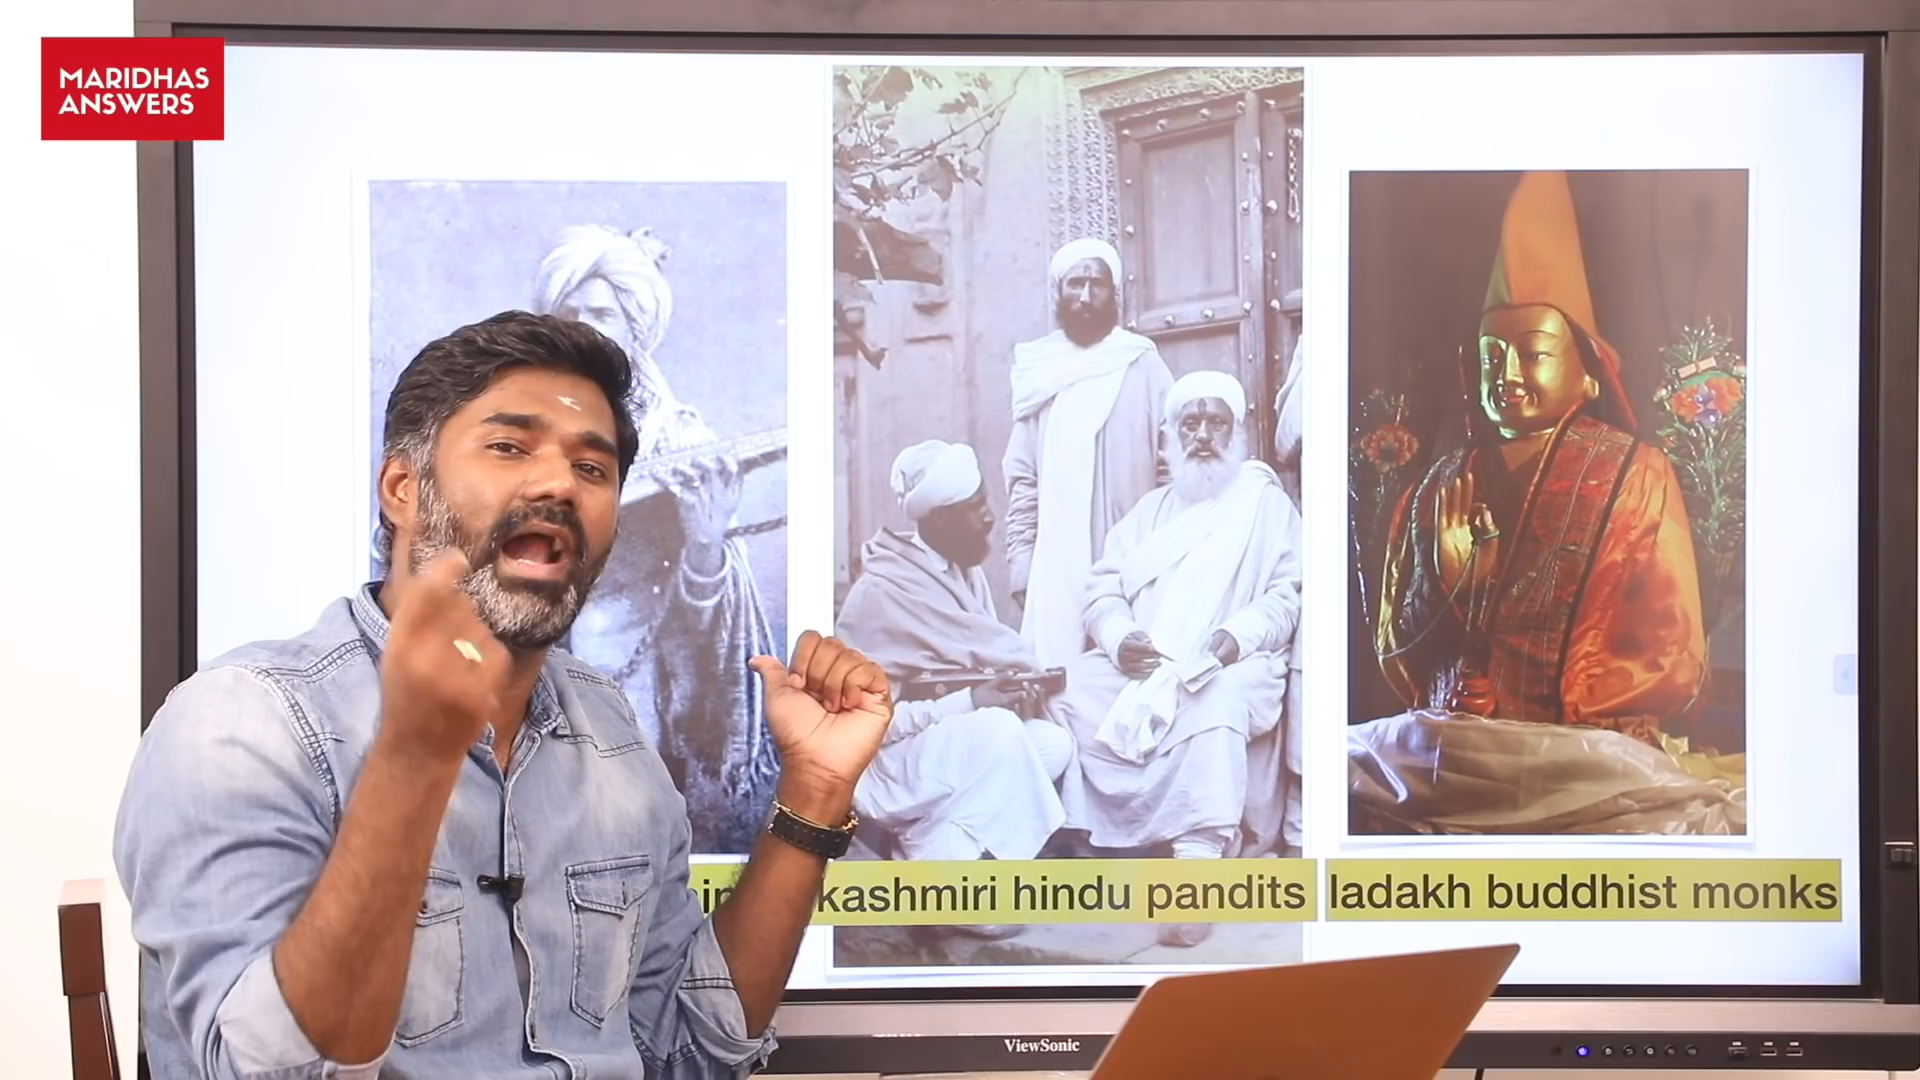 MARIDHAS
ANSWERS
kashmiri hindu pandits
ladakh buddhist monks
ViewSonic